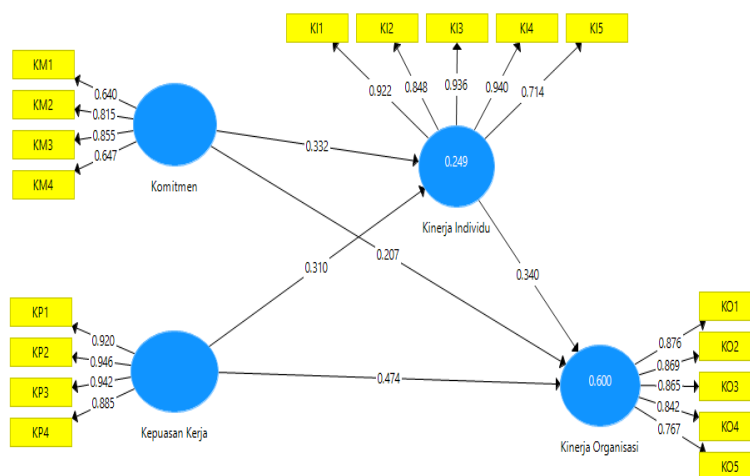 KI1
KI2
KI3
KI4
KI5
0.922
0.848
0.936
0.940
0.714
KM1
KM2
KM3
KM4
0.640
0.815
0.855
0.647
Komitmen
0.332
0.249
Kinerja Individu
0.310
0.207
0.340
KP1
KP2
KP3
KP4
0.920
0.946
0.942
0.885
Kepuasan Kerja
0.474
0.600
Kinerja Organisasi
0.876
0.869
0.865
0.842
0.767
KO1
KO2
KO3
KO4
KO5